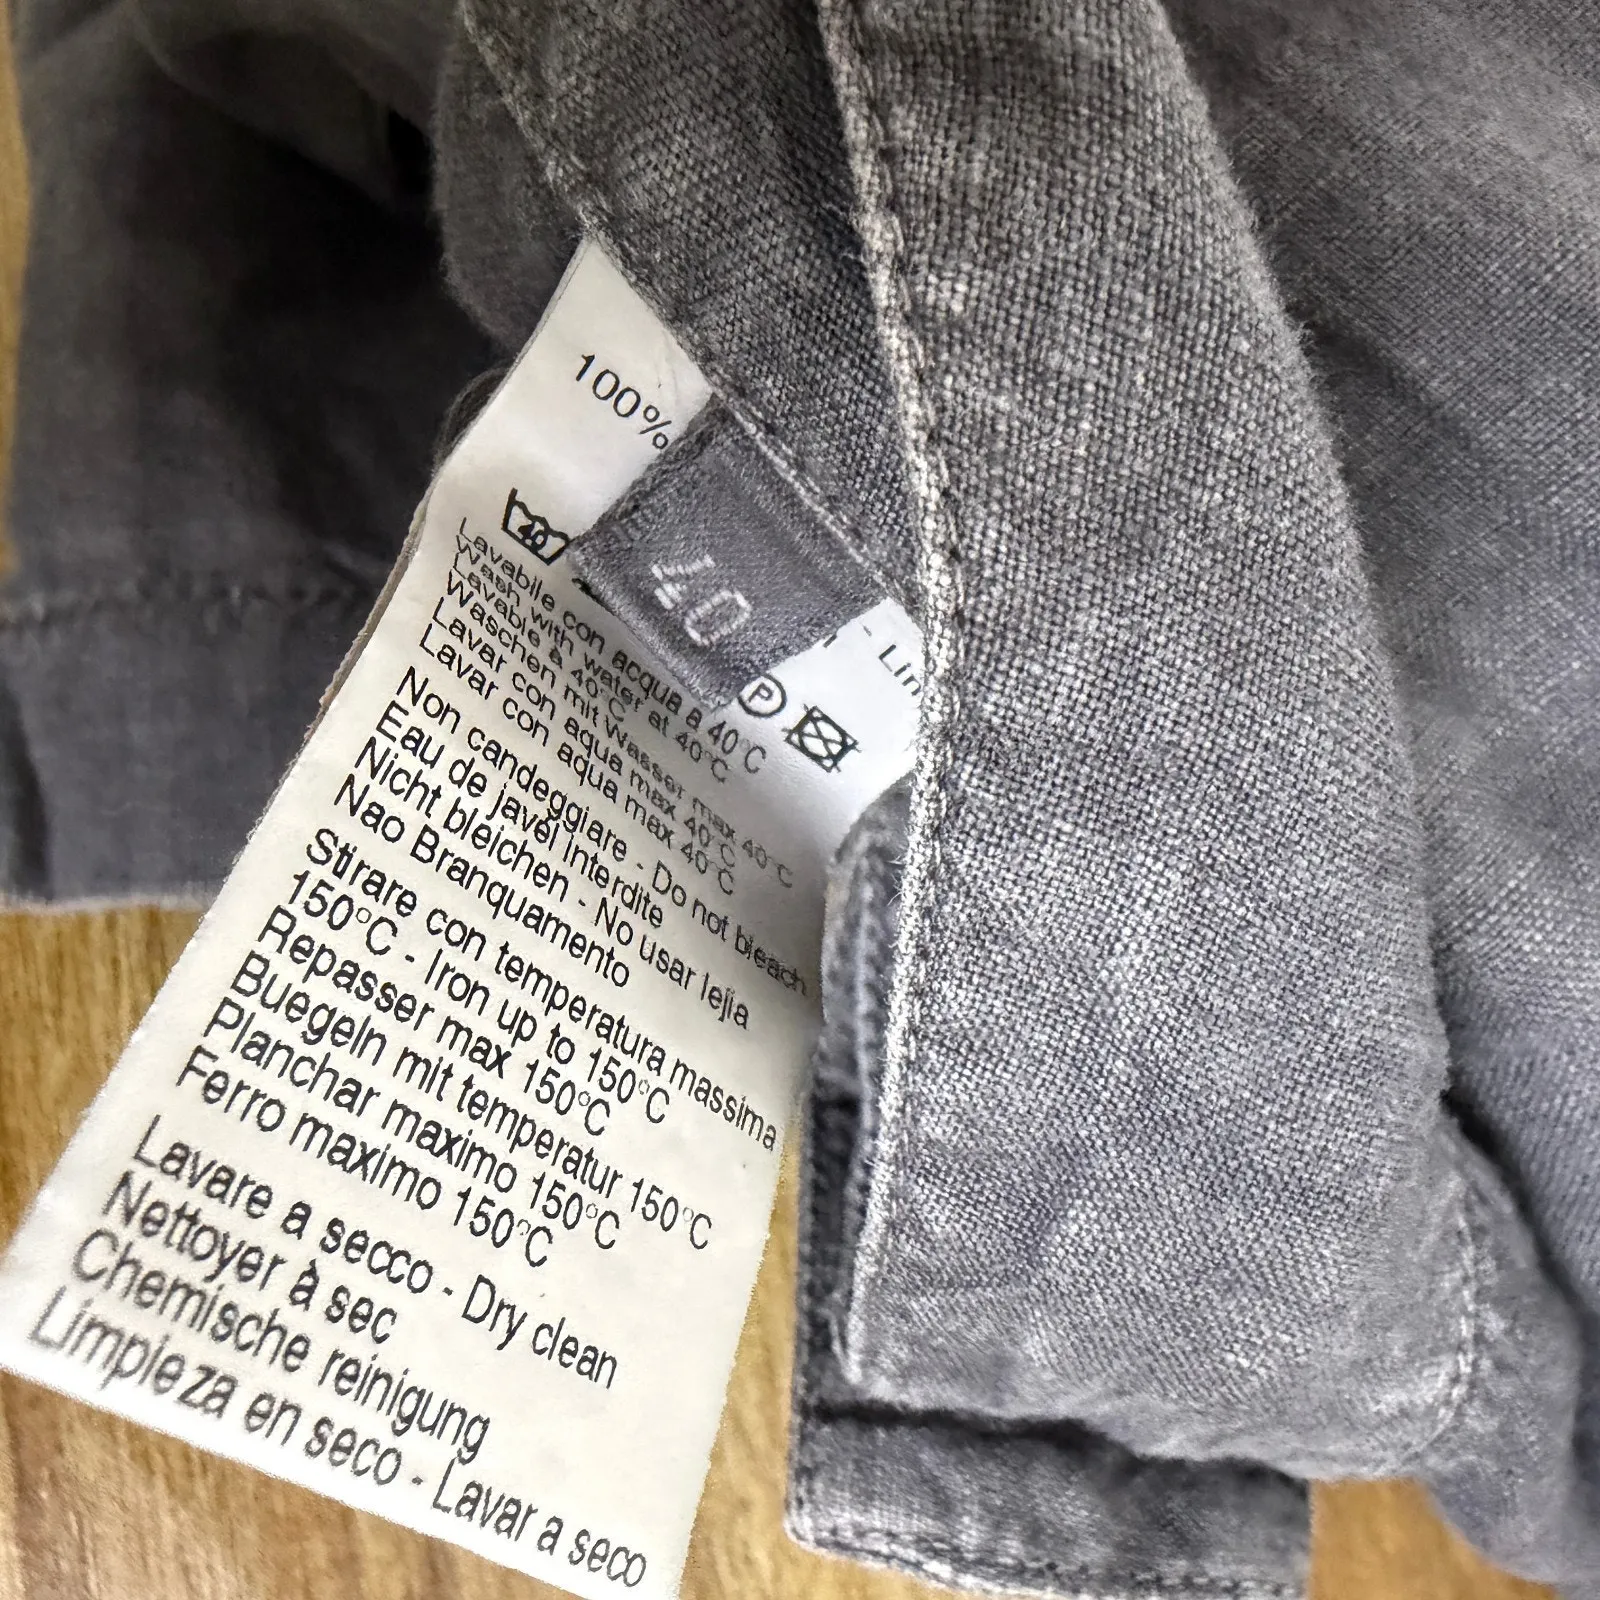 100%
- Lin
40
40
P
Lavabile con acqua a 40°C
Wash with water at 40°C
Lavable à 40°C
Waschen mit Wasser max 40°C
Lavar con aqua max 40°C
Lavar con aqua max 40°C
Non candeggiare - Do not bleach
Eau de javel interdite
Nicht bleichen - No usar lejia
Nao Branquamento
Stirare con temperatura massima
150°C - Iron up to 150°C
Repasser max 150°C
Buegeln mit temperatur 150°C
Planchar maximo 150°C
Ferro maximo 150°C
Lavare a secco - Dry clean
Nettoyer à sec
Chemische reinigung
Limpieza en seco - Lavar a seco